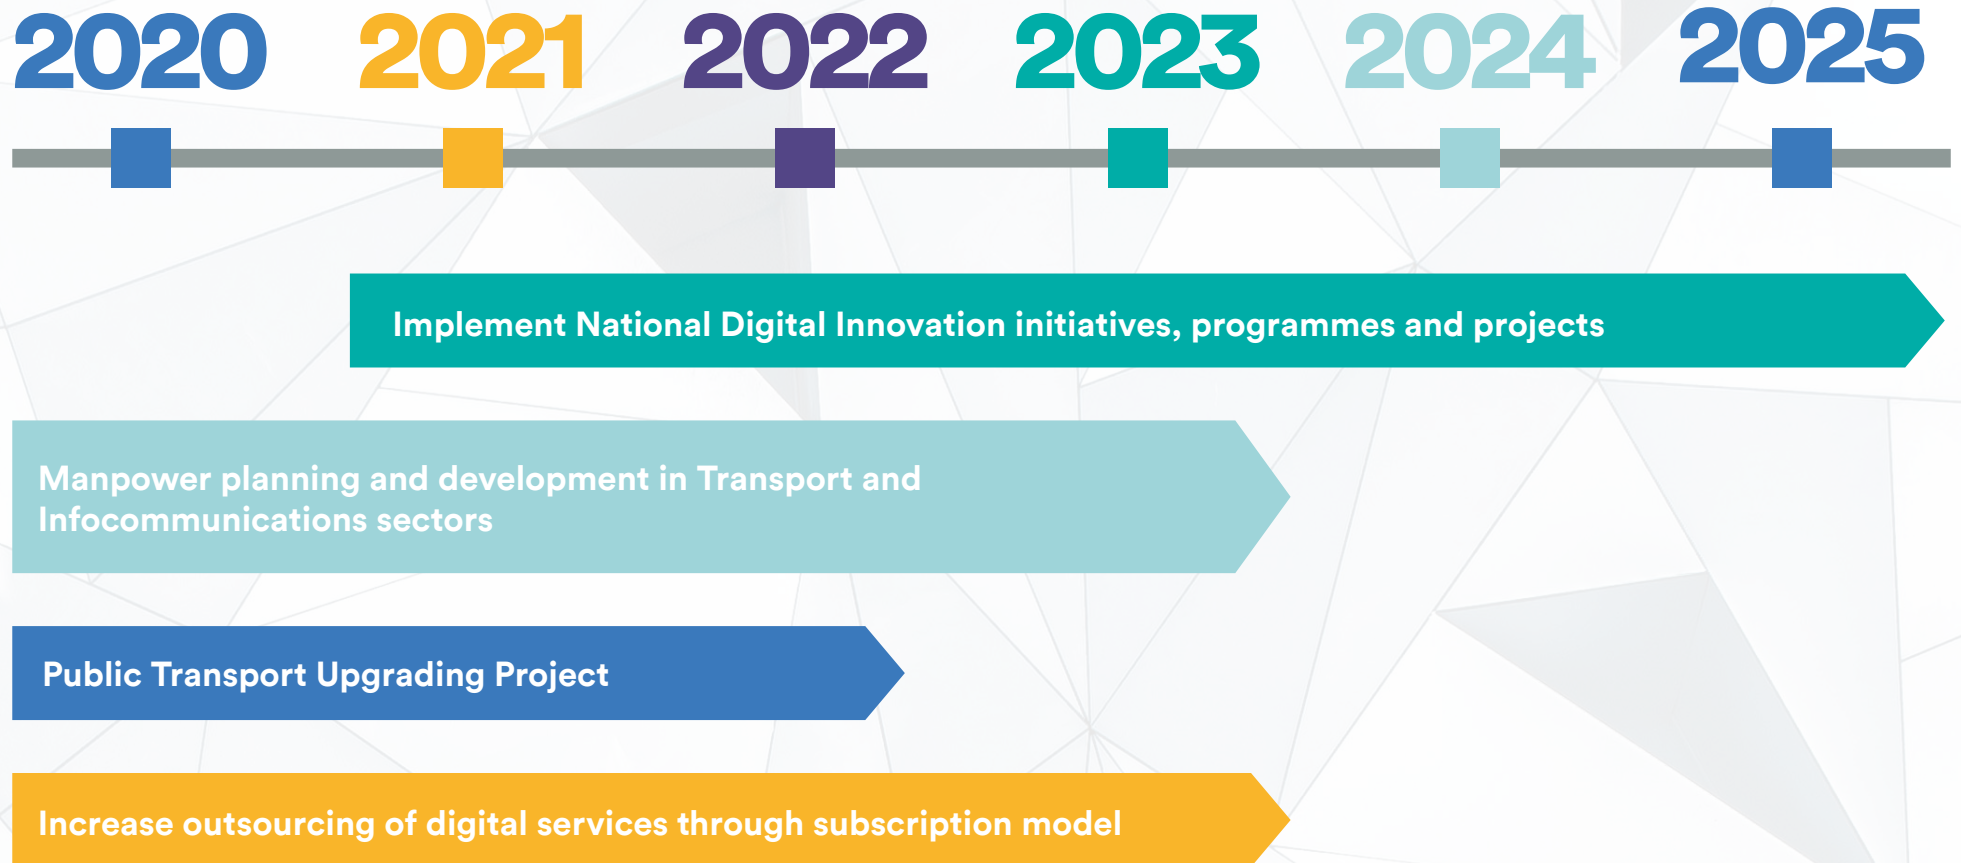 2020 2021 2022 2023 2024 2025
Implement National Digital Innovation initiatives, programmes and projects
Manpower planning and development in Transport and
Infocommunications sectors
Public Transport Upgrading Project
Increase outsourcing of digital services through subscription model